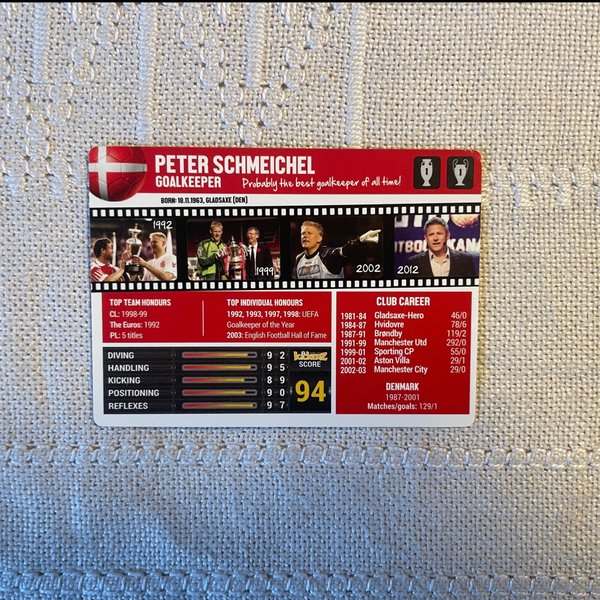 PETER SCHMEICHEL
GOALKEEPER
Probably the best goalkeeper of all time!
BORN: 18.11.1963, GLADSAXE (DEN)
1992
1999
2002
2012
TOP TEAM HONOURS
CL: 1998-99
The Euros: 1992
PL: 5 titles
TOP INDIVIDUAL HONOURS
1992, 1993, 1997, 1998: UEFA
Goalkeeper of the Year
2003: English Football Hall of Fame
DIVING 9 2
HANDLING 9 5
KICKING 8 9
POSITIONING 9 0
REFLEXES 9 7
SCORE
94
CLUB CAREER
1981-84 Gladsaxe-Hero 46/0
1984-87 Hvidovre 78/6
1987-91 Brøndby 119/2
1991-99 Manchester Utd 292/0
1999-01 Sporting CP 55/0
2001-02 Aston Villa 29/1
2002-03 Manchester City 29/0
DENMARK
1987-2001
Matches/goals: 129/1